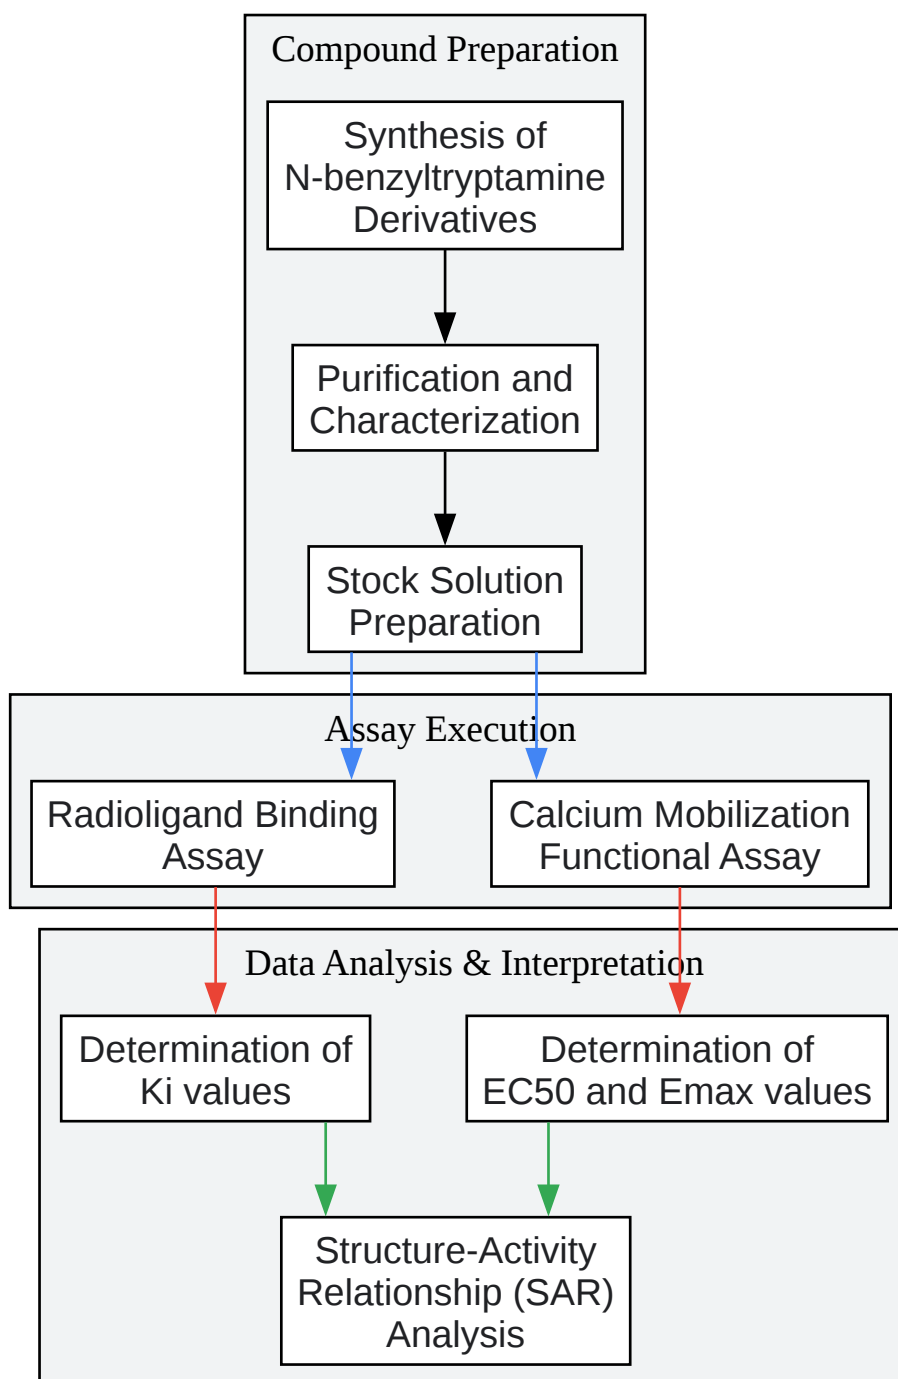 Compound Preparation
Synthesis of
N-benzyltryptamine
Derivatives
Purification and
Characterization
Stock Solution
Preparation
Assay Execution
Radioligand Binding
Assay
Calcium Mobilization
Functional Assay
Data Analysis & Interpretation
Determination of
Ki values
Determination of
EC50 and Emax values
Structure-Activity
Relationship (SAR)
Analysis